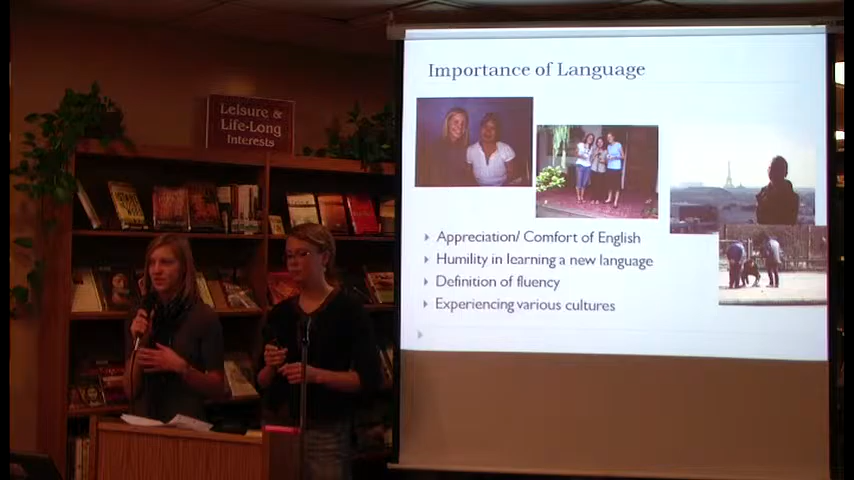 Importance of Language
Leisure &
Life-Long
Interests
Appreciation/ Comfort of English
Humility in learning a new language
Definition of fluency
Experiencing various cultures